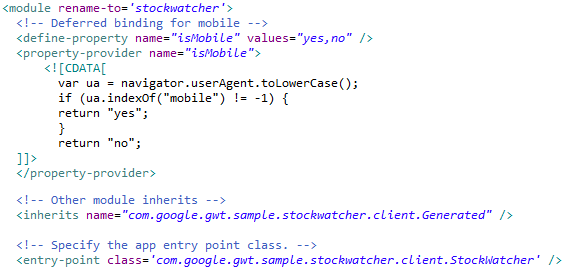 <module rename-to='stockwatcher'>
<!-- Deferred binding for mobile -->
<define-property name="isMobile" values="yes,no" />
<property-provider name="isMobile">
<![CDATA[
var ua = navigator.userAgent.toLowerCase();
if (ua.indexOf("mobile") != -1) {
return "yes";
}
return "no";
]]>
</property-provider>
<!-- Other module inherits -->
<inherits name="com.google.gwt.sample.stockwatcher.client.Generated" />
<!-- Specify the app entry point class. -->
<entry-point class='com.google.gwt.sample.stockwatcher.client.StockWatcher' />